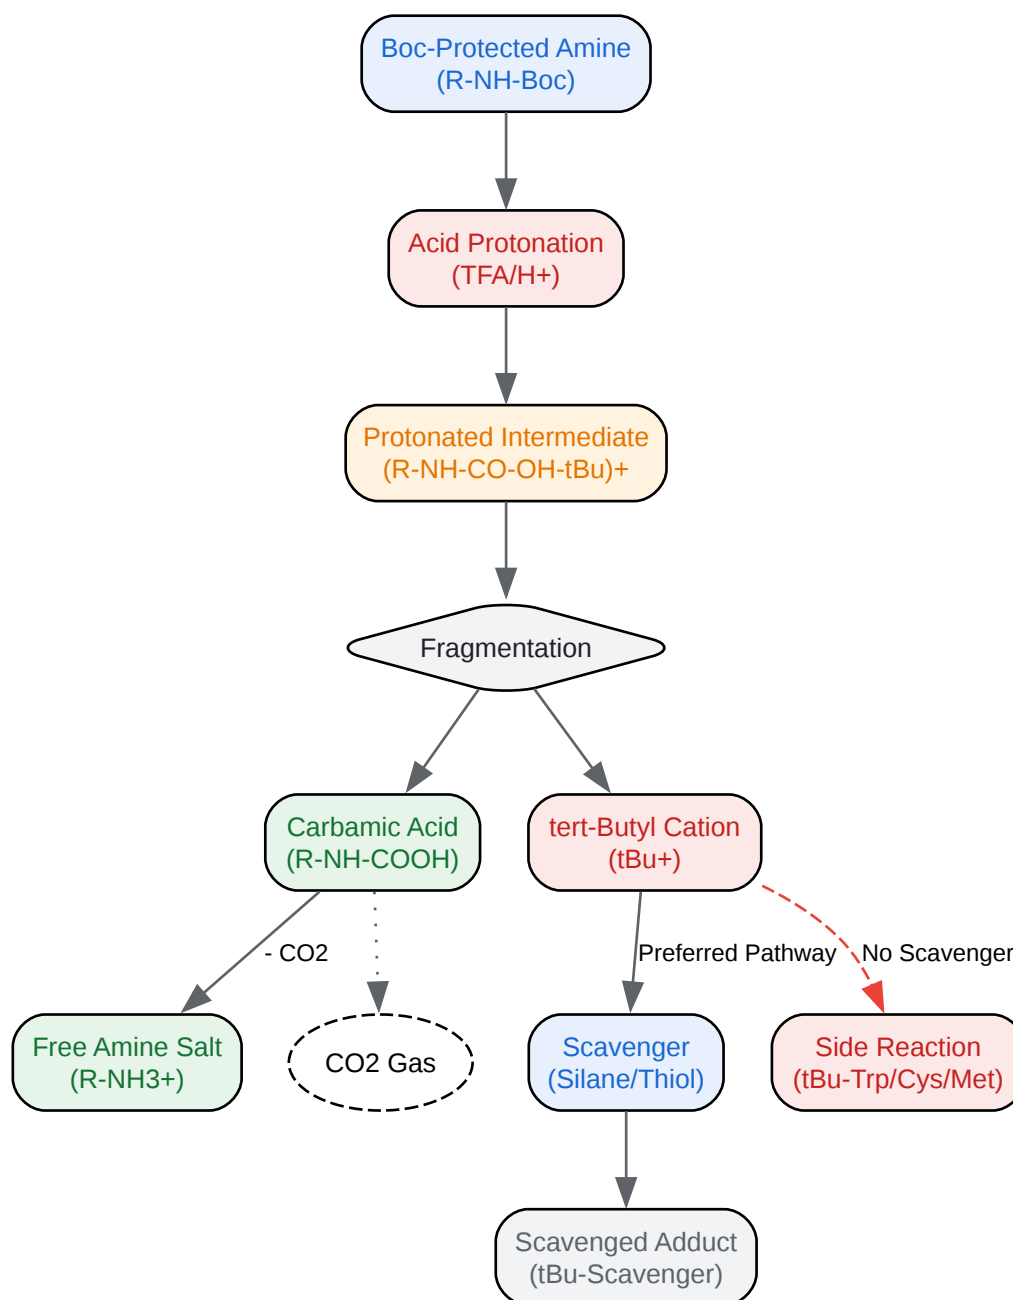 Boc-Protected Amine
(R-NH-Boc)
Acid Protonation
(TFA/H+)
Protonated Intermediate
(R-NH-CO-OH-tBu)+
Fragmentation
Carbamic Acid
(R-NH-COOH)
tert-Butyl Cation
(tBu+)
- CO2
Preferred Pathway
No Scavenger
Free Amine Salt
(R-NH3+)
CO2 Gas
Scavenger
(Silane/Thiol)
Side Reaction
(tBu-Trp/Cys/Met)
Scavenged Adduct
(tBu-Scavenger)